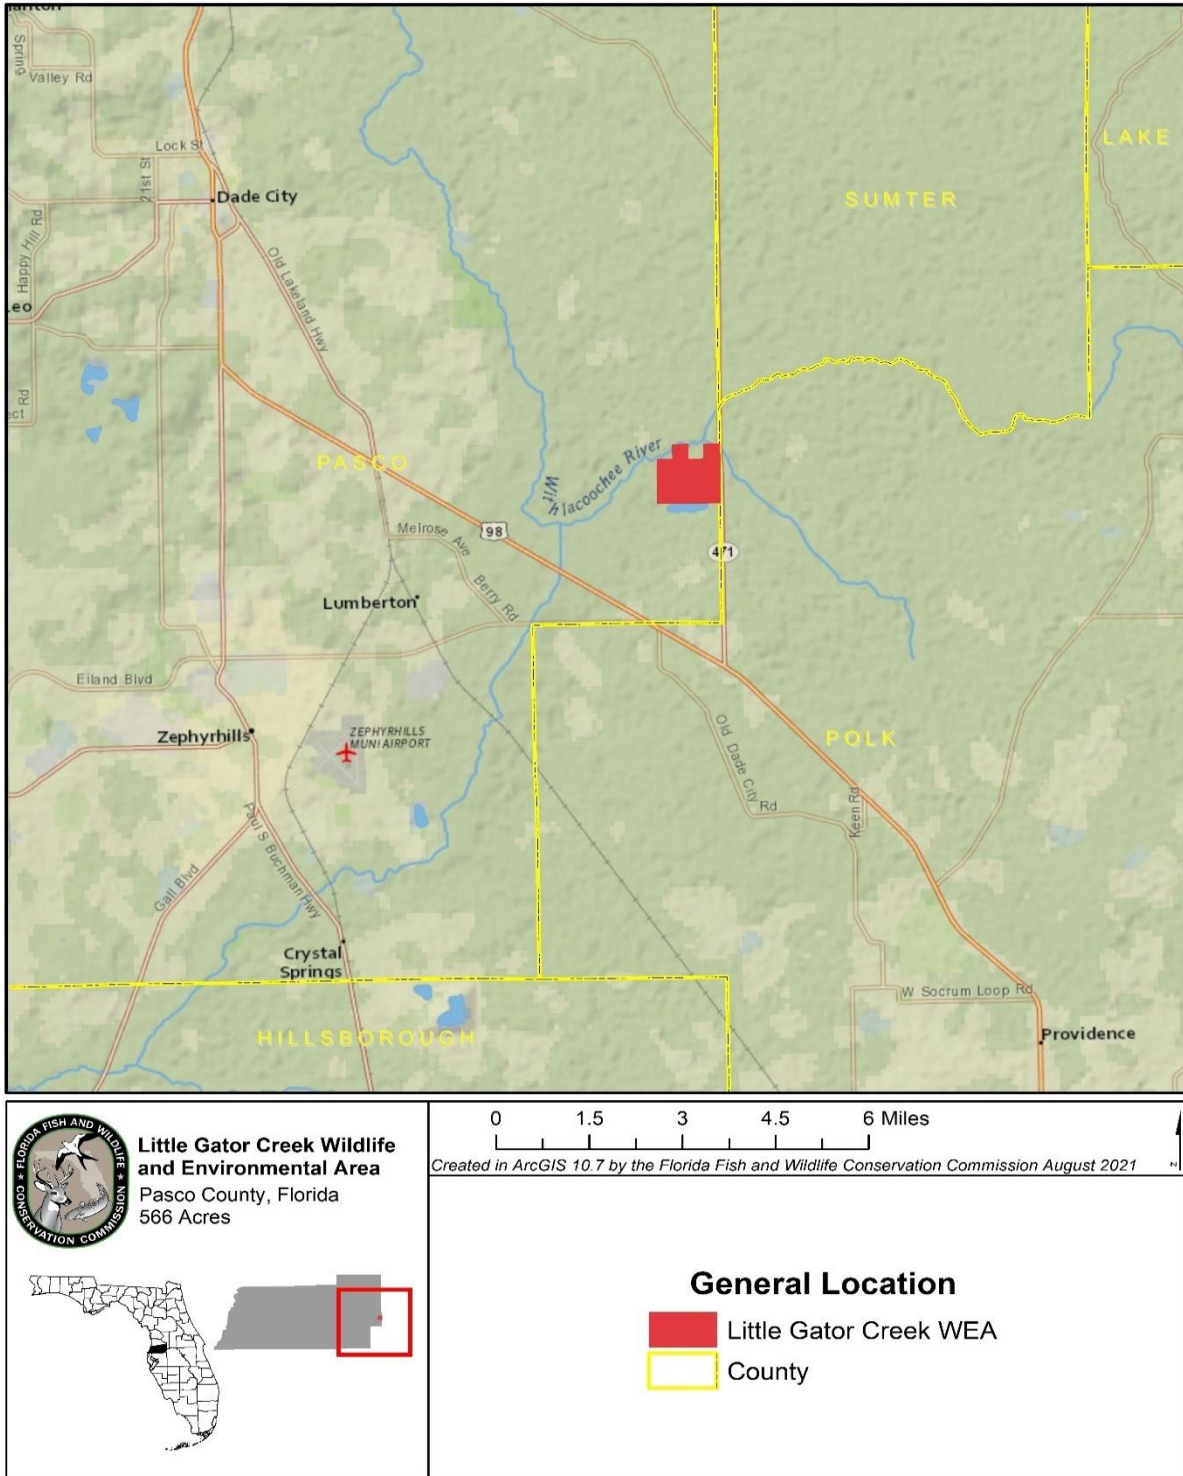 Spring
Valley Rd
LAKE
Lock St
21st St
Dade City
SUMTER
Happy Hill Rd
Old Lakeland Hwy
PASCO
Withlacoochee River
98
Melrose Ave
471
Berry Rd
Lumberton
Eiland Blvd
Zephyrhills
ZEPHYRHILLS
MUNI AIRPORT
Old Dade City Rd
POLK
Keen Rd
Paul S Buchman Hwy
Gall Blvd
Crystal
Springs
W Socrum Loop Rd
HILLSBOROUGH
Providence
FLORIDA FISH AND WILDLIFE
CONSERVATION COMMISSION
Little Gator Creek Wildlife
and Environmental Area
Pasco County, Florida
566 Acres
0 1.5 3 4.5 6 Miles
Created in ArcGIS 10.7 by the Florida Fish and Wildlife Conservation Commission August 2021
z
General Location
Little Gator Creek WEA
County